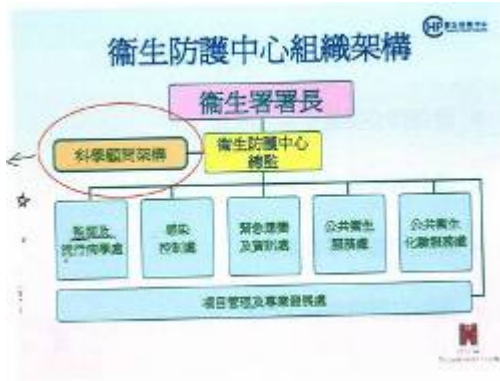 衞生防護中心組織架構
衞生署署長
科學顧問架構
衞生防護中心
總監
監測及
流行病學處
感染
控制處
緊急應變
及資訊處
公共衞生
服務處
公共衞生
化驗服務處
項目管理及專業發展處